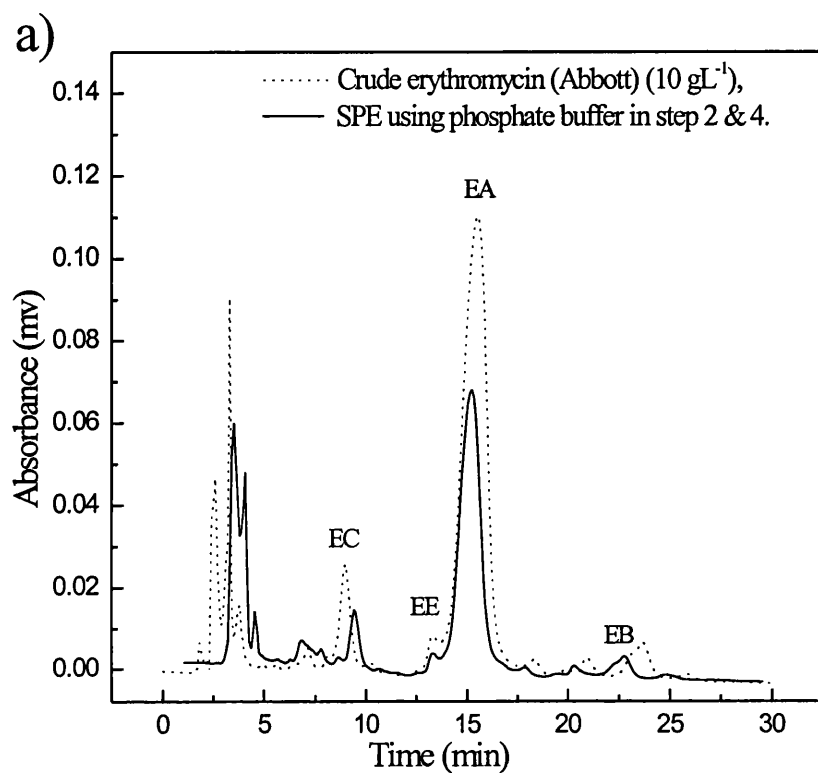 a)
Crude erythromycin (Abbott) (10 gL⁻¹),
SPE using phosphate buffer in step 2 & 4.
0.14
0.12
0.10
0.08
0.06
0.04
0.02
0.00
Absorbance (mv)
EA
EC
EE
EB
0 5 10 15 20 25 30
Time (min)